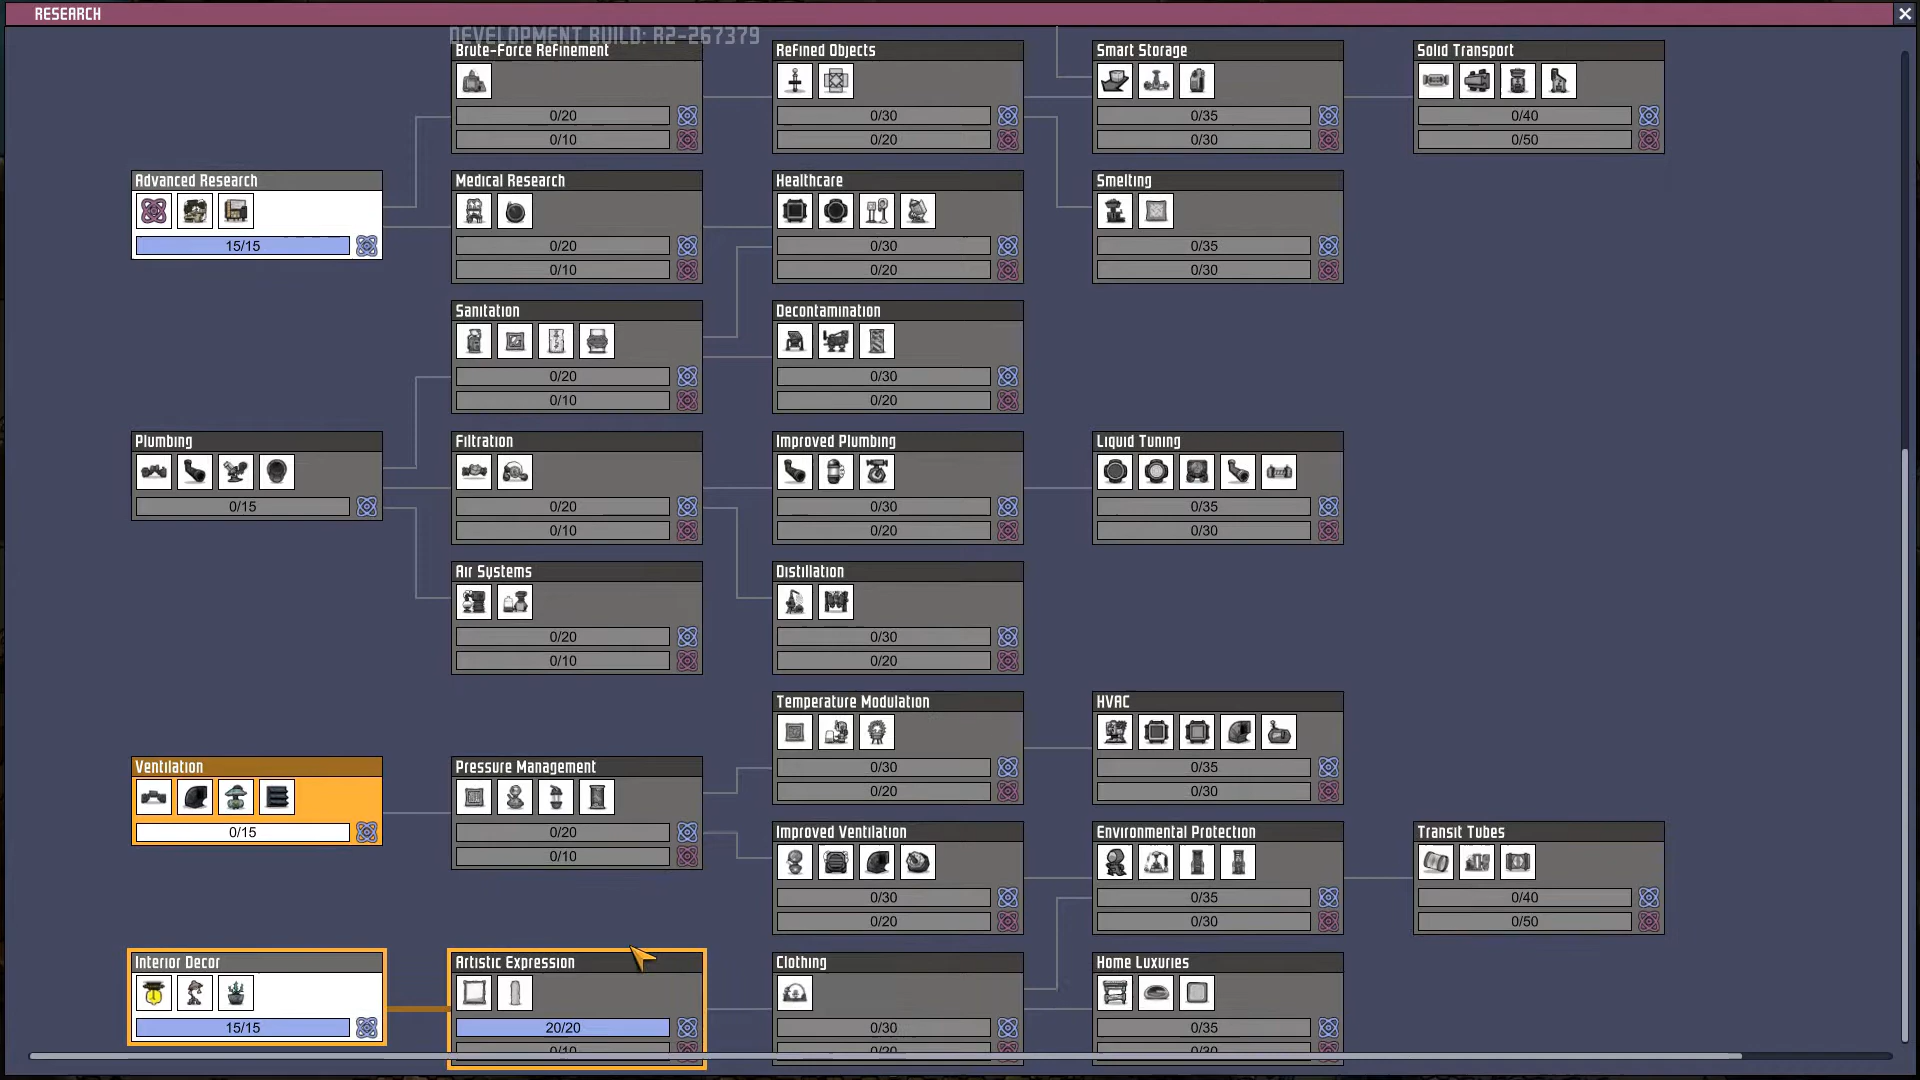 RESEARCH
DEVELOPMENT BUILD: R2-267379
Brute-Force Refinement
0/20
0/10
Refined Objects
0/30
0/20
Smart Storage
0/35
0/30
Solid Transport
0/40
0/50
Advanced Research
15/15
Medical Research
0/20
0/10
Healthcare
0/30
0/20
Smelting
0/35
0/30
Sanitation
0/20
0/10
Decontamination
0/30
0/20
Plumbing
0/15
Filtration
0/20
0/10
Improved Plumbing
0/30
0/20
Liquid Tuning
0/35
0/30
Air Systems
0/20
0/10
Distillation
0/30
0/20
Temperature Modulation
0/30
0/20
HVAC
0/35
0/30
Ventilation
0/15
Pressure Management
0/20
0/10
Improved Ventilation
0/30
0/20
Environmental Protection
0/35
0/30
Transit Tubes
0/40
0/50
Interior Decor
15/15
Artistic Expression
20/20
0/10
Clothing
0/30
0/20
Home Luxuries
0/35
0/30